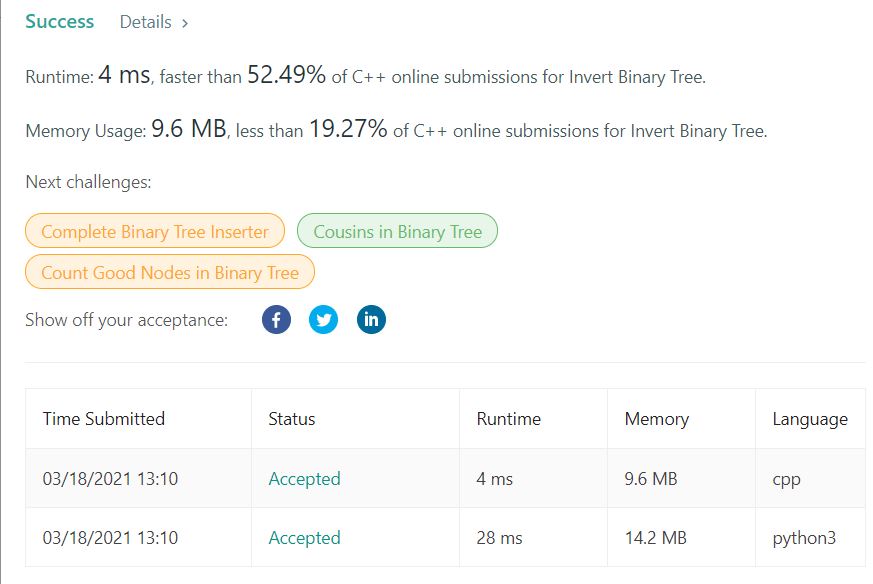 Success Details >
Runtime: 4 ms, faster than 52.49% of C++ online submissions for Invert Binary Tree.
Memory Usage: 9.6 MB, less than 19.27% of C++ online submissions for Invert Binary Tree.
Next challenges:
Complete Binary Tree Inserter Cousins in Binary Tree
Count Good Nodes in Binary Tree
Show off your acceptance: f in
Time Submitted Status Runtime Memory Language
03/18/2021 13:10 Accepted 4 ms 9.6 MB cpp
03/18/2021 13:10 Accepted 28 ms 14.2 MB python3